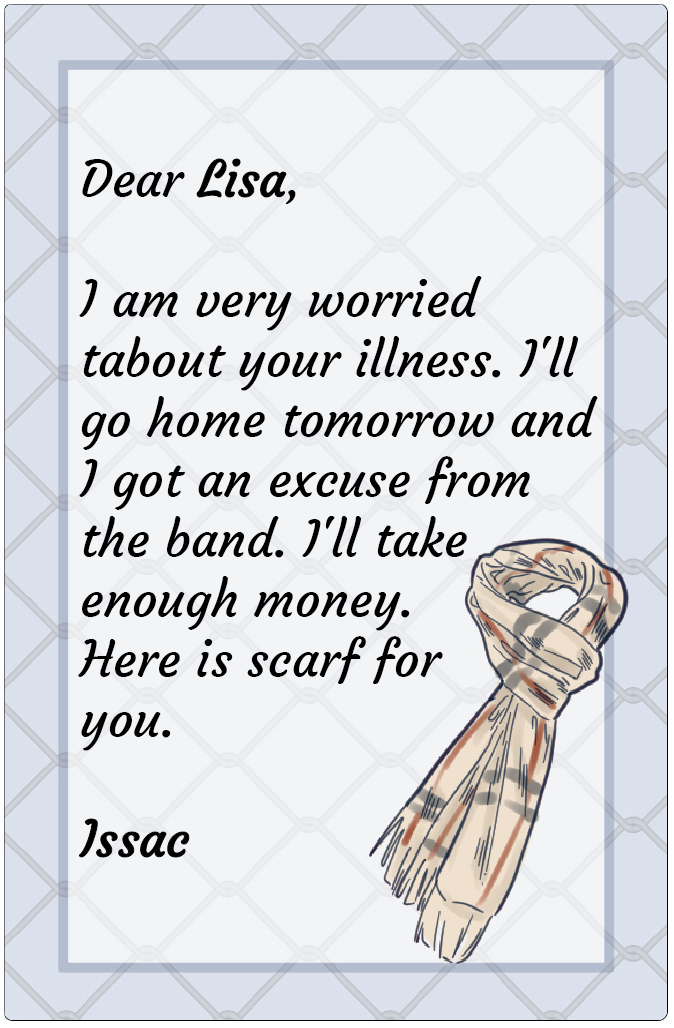 Dear Lisa,
I am very worried
tabout your illness. I'll
go home tomorrow and
I got an excuse from
the band. I'll take
enough money.
Here is scarf for
you.
Issac